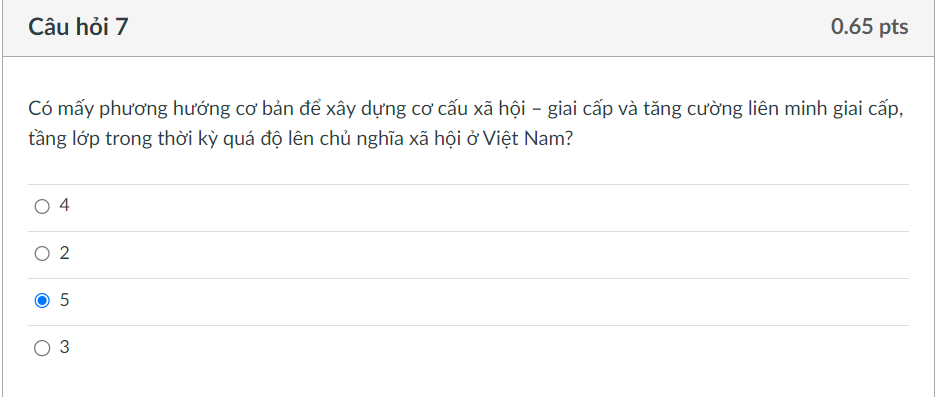 Câu hỏi 7
0.65 pts
Có mấy phương hướng cơ bản để xây dựng cơ cấu xã hội – giai cấp và tăng cường liên minh giai cấp,
tầng lớp trong thời kỳ quá độ lên chủ nghĩa xã hội ở Việt Nam?
4
2
5
3